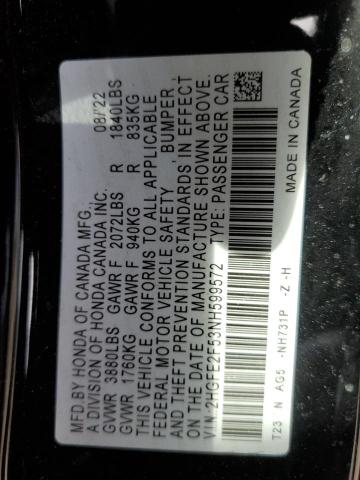 MFD BY HONDA OF CANADA MFG. 08/22
A DIVISION OF HONDA CANADA INC.
GVWR 3880LBS GAWR F 2072LBS R 1840LBS
GVWR 1760KG GAWR F 940KG R 835KG
THIS VEHICLE CONFORMS TO ALL APPLICABLE
FEDERAL MOTOR VEHICLE SAFETY , BUMPER
AND THEFT PREVENTION STANDARDS IN EFFECT
ON THE DATE OF MANUFACTURE SHOWN ABOVE.
V.I.N:2HGFE2F53NH599572 TYPE: PASSENGER CAR
T23 N AG5 -NH731P -Z -H MADE IN CANADA